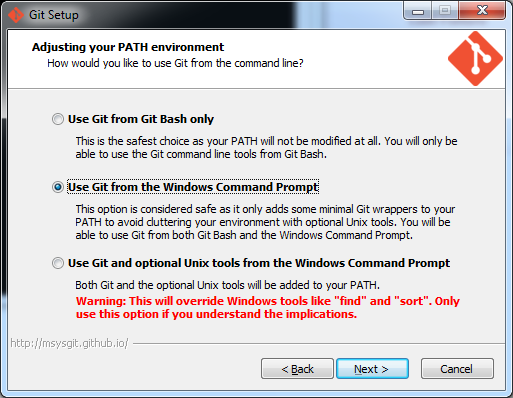 Git Setup
Adjusting your PATH environment
How would you like to use Git from the command line?
Use Git from Git Bash only
This is the safest choice as your PATH will not be modified at all. You will only be
able to use the Git command line tools from Git Bash.
Use Git from the Windows Command Prompt
This option is considered safe as it only adds some minimal Git wrappers to your
PATH to avoid cluttering your environment with optional Unix tools. You will be
able to use Git from both Git Bash and the Windows Command Prompt.
Use Git and optional Unix tools from the Windows Command Prompt
Both Git and the optional Unix tools will be added to your PATH.
Warning: This will override Windows tools like "find" and "sort". Only
use this option if you understand the implications.
http://msysgit.github.io/
< Back Next > Cancel